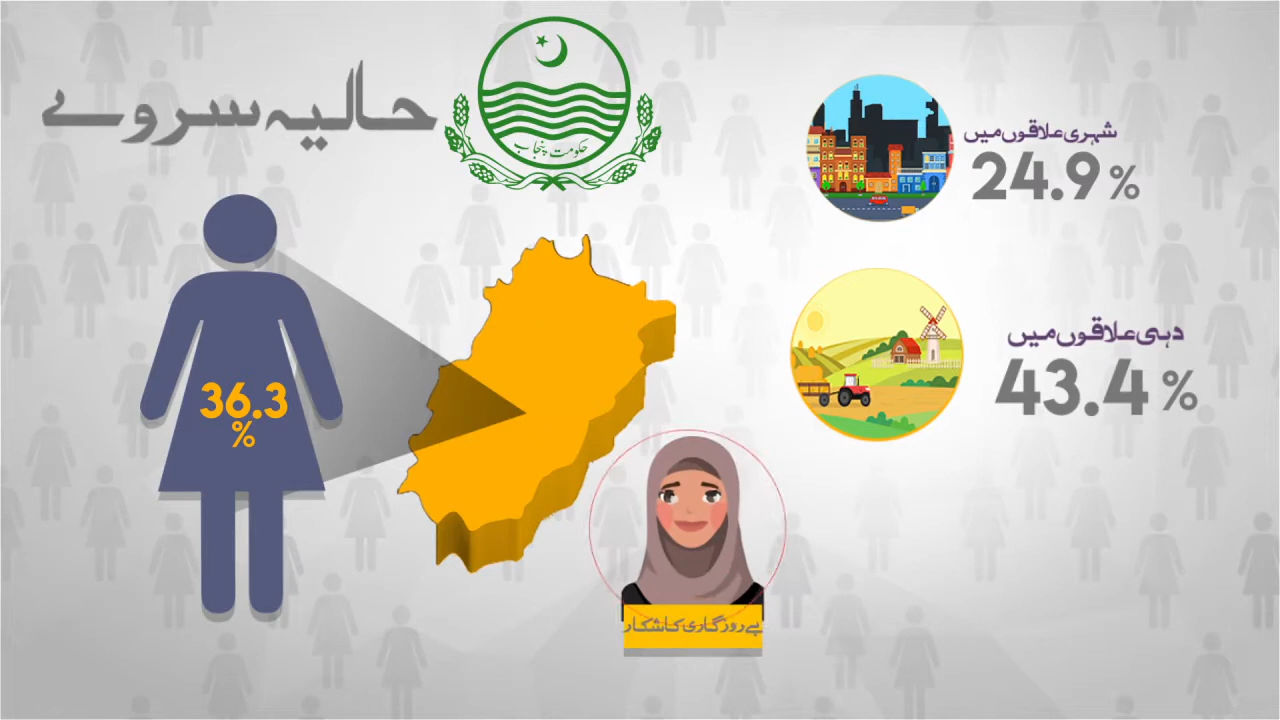 حالیہ سروے
حکومت پنجاب
شہری علاقوں میں
24.9 %
36.3
%
دہی علاقوں میں
43.4 %
بے روزگاری کا شکار